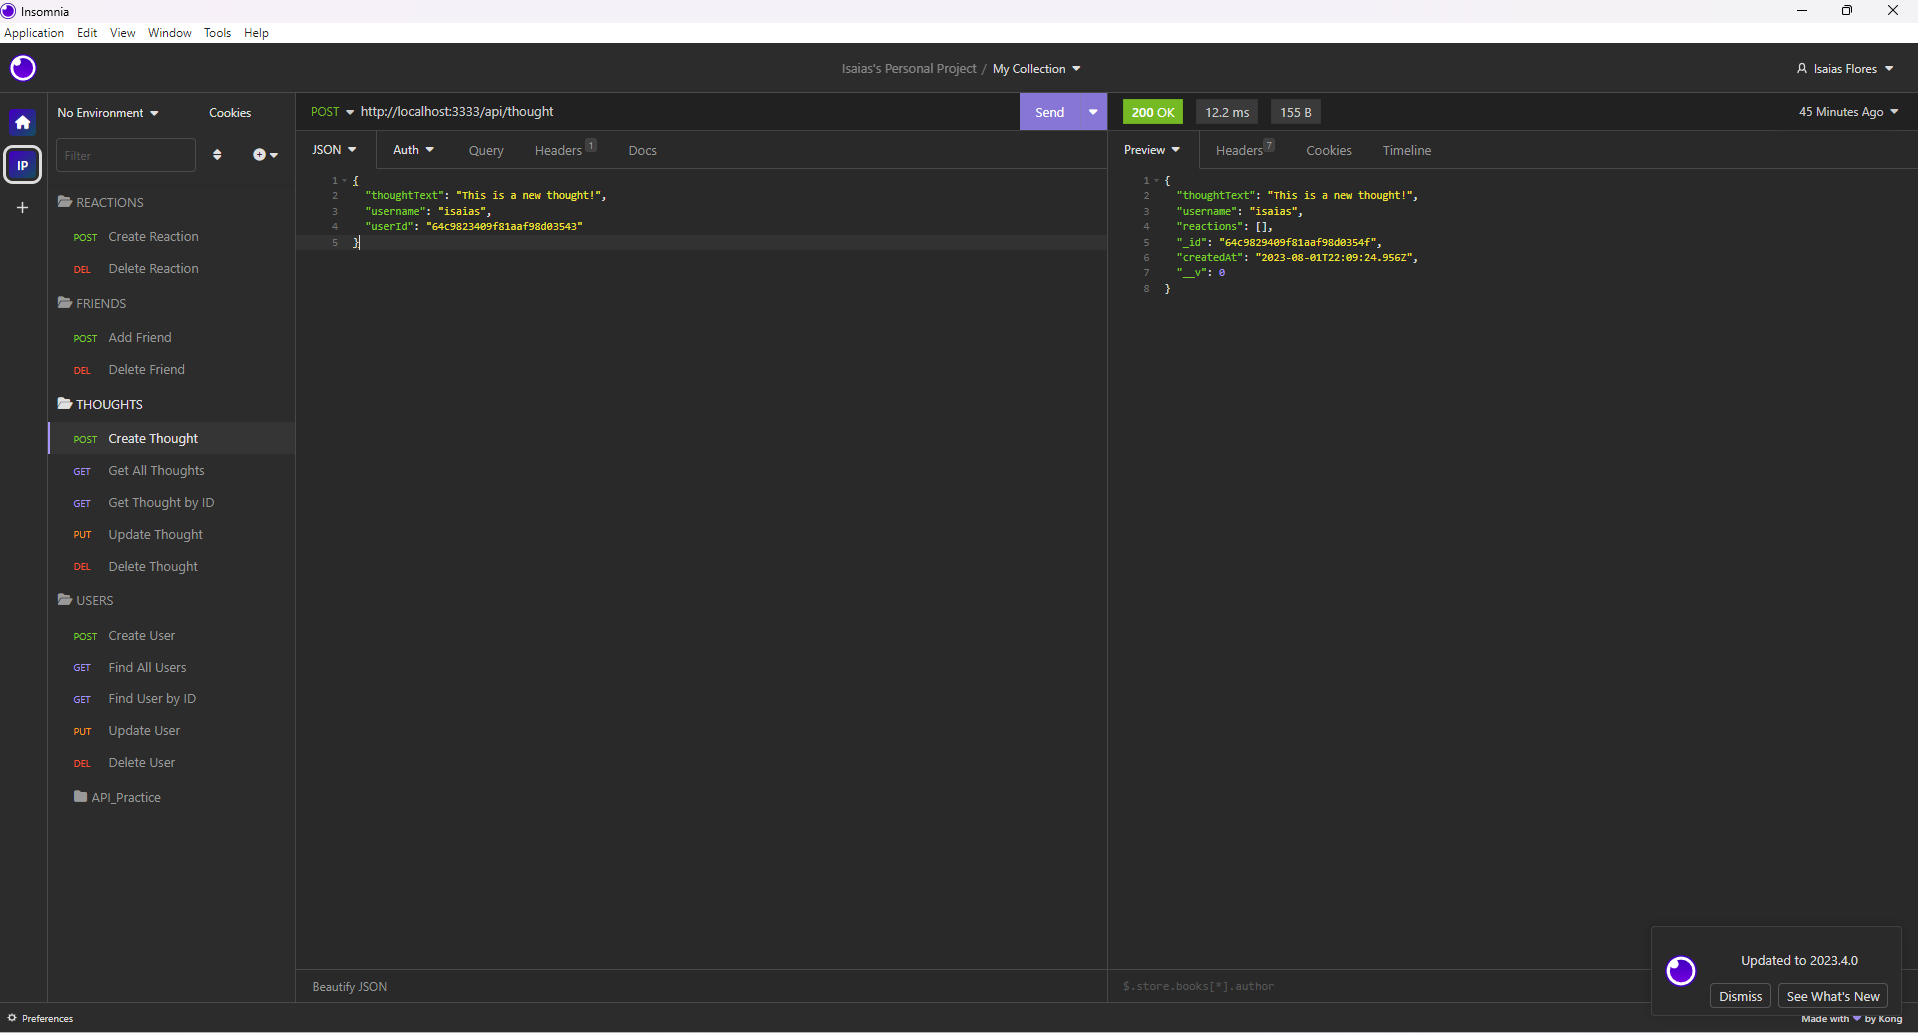 Insomnia
Application Edit View Window Tools Help
Isaias's Personal Project / My Collection
Isaias Flores
No Environment Cookies
IP
Filter
REACTIONS
POST Create Reaction
DEL Delete Reaction
FRIENDS
POST Add Friend
DEL Delete Friend
THOUGHTS
POST Create Thought
GET Get All Thoughts
GET Get Thought by ID
PUT Update Thought
DEL Delete Thought
USERS
POST Create User
GET Find All Users
GET Find User by ID
PUT Update User
DEL Delete User
API_Practice
POST http://localhost:3333/api/thought Send
JSON Auth Query Headers 1 Docs
1 {
2 "thoughtText": "This is a new thought!",
3 "username": "isaias",
4 "userId": "64c9823409f81aaf98d03543"
5 }
Beautify JSON
200 OK 12.2 ms 155 B 45 Minutes Ago
Preview Headers 7 Cookies Timeline
1 {
2 "thoughtText": "This is a new thought!",
3 "username": "isaias",
4 "reactions": [],
5 "_id": "64c9829409f81aaf98d0354f",
6 "createdAt": "2023-08-01T22:09:24.956Z",
7 "__v": 0
8 }
$.store.books[*].author
Updated to 2023.4.0
Dismiss See What's New
Preferences
Made with by Kong